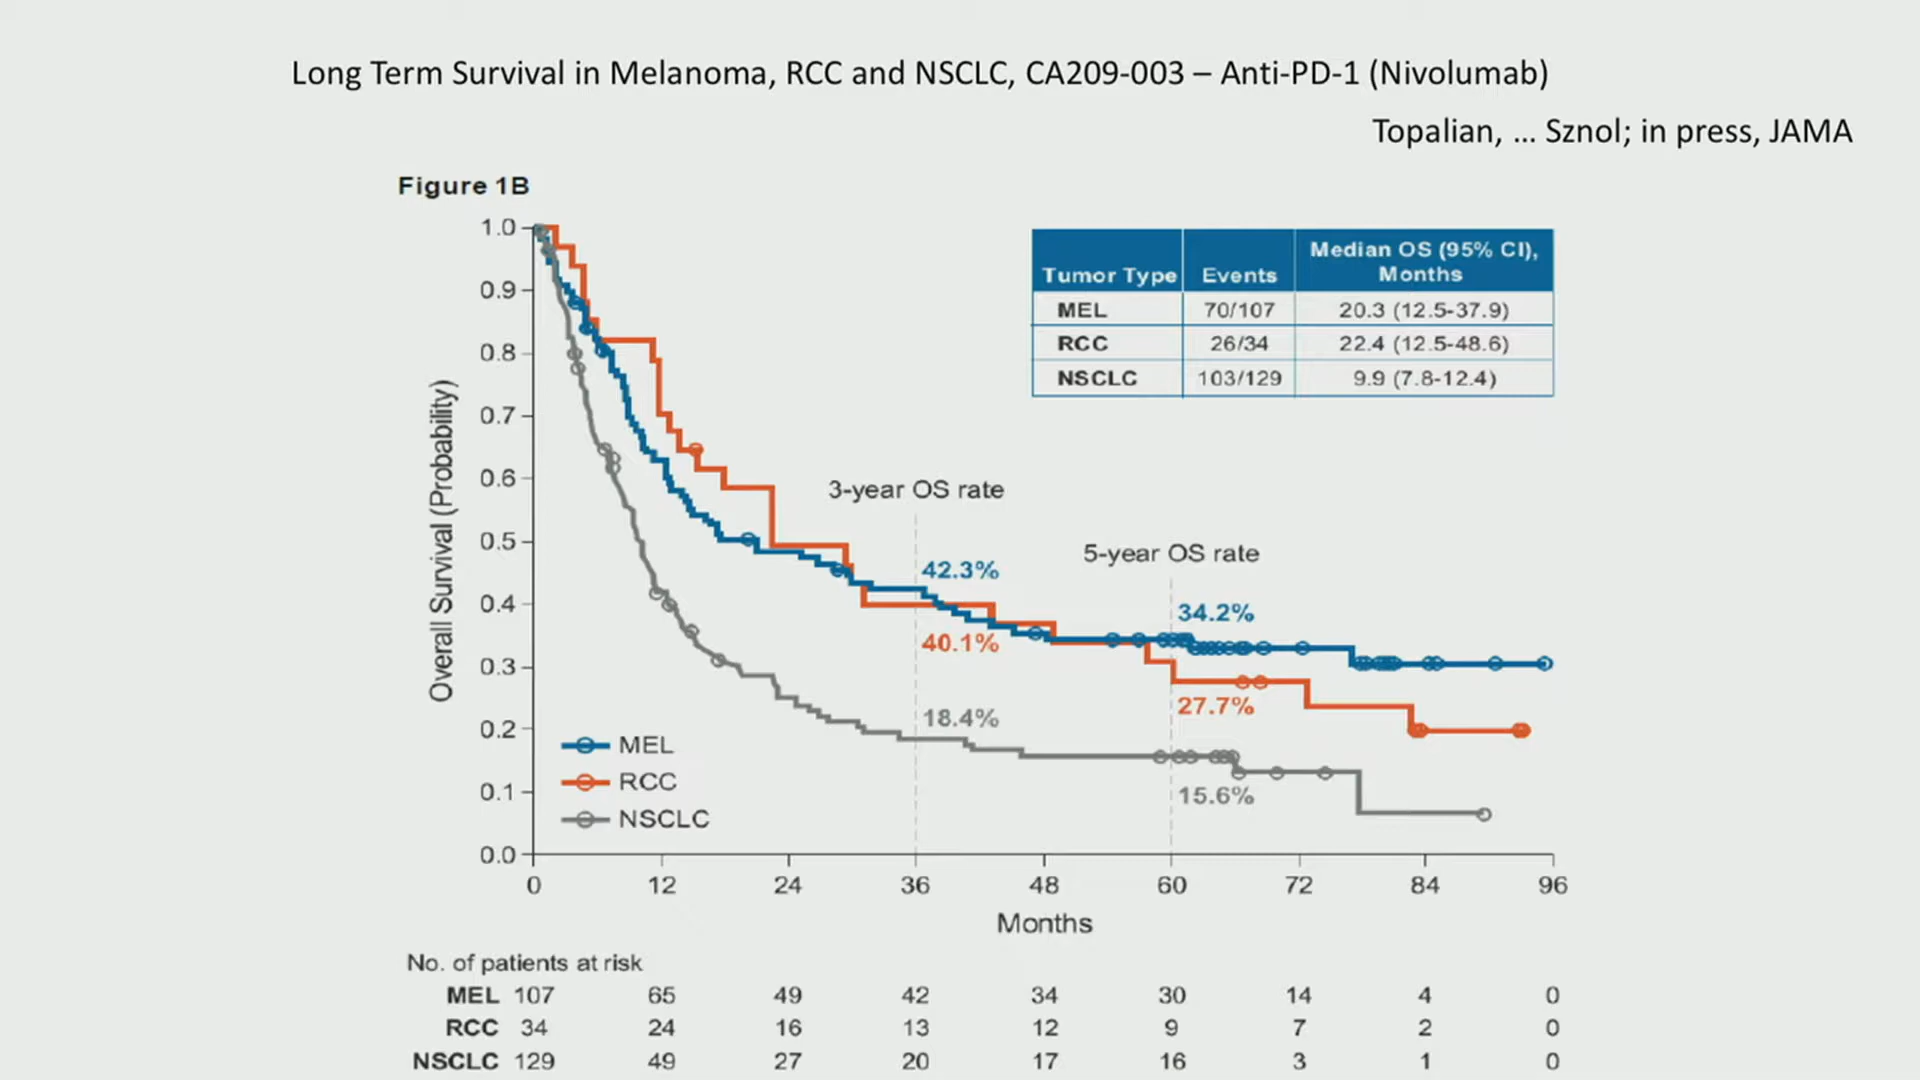 Long Term Survival in Melanoma, RCC and NSCLC, CA209-003 – Anti-PD-1 (Nivolumab)
Topalian, ... Sznol; in press, JAMA
Figure 1B
Overall Survival (Probability)
1.0
0.9
0.8
0.7
0.6
0.5
0.4
0.3
0.2
0.1
0.0
Tumor Type Events Median OS (95% CI), Months
MEL 70/107 20.3 (12.5-37.9)
RCC 26/34 22.4 (12.5-48.6)
NSCLC 103/129 9.9 (7.8-12.4)
3-year OS rate
42.3%
40.1%
18.4%
5-year OS rate
34.2%
27.7%
15.6%
MEL
RCC
NSCLC
0 12 24 36 48 60 72 84 96
Months
No. of patients at risk
MEL 107 65 49 42 34 30 14 4 0
RCC 34 24 16 13 12 9 7 2 0
NSCLC 129 49 27 20 17 16 3 1 0